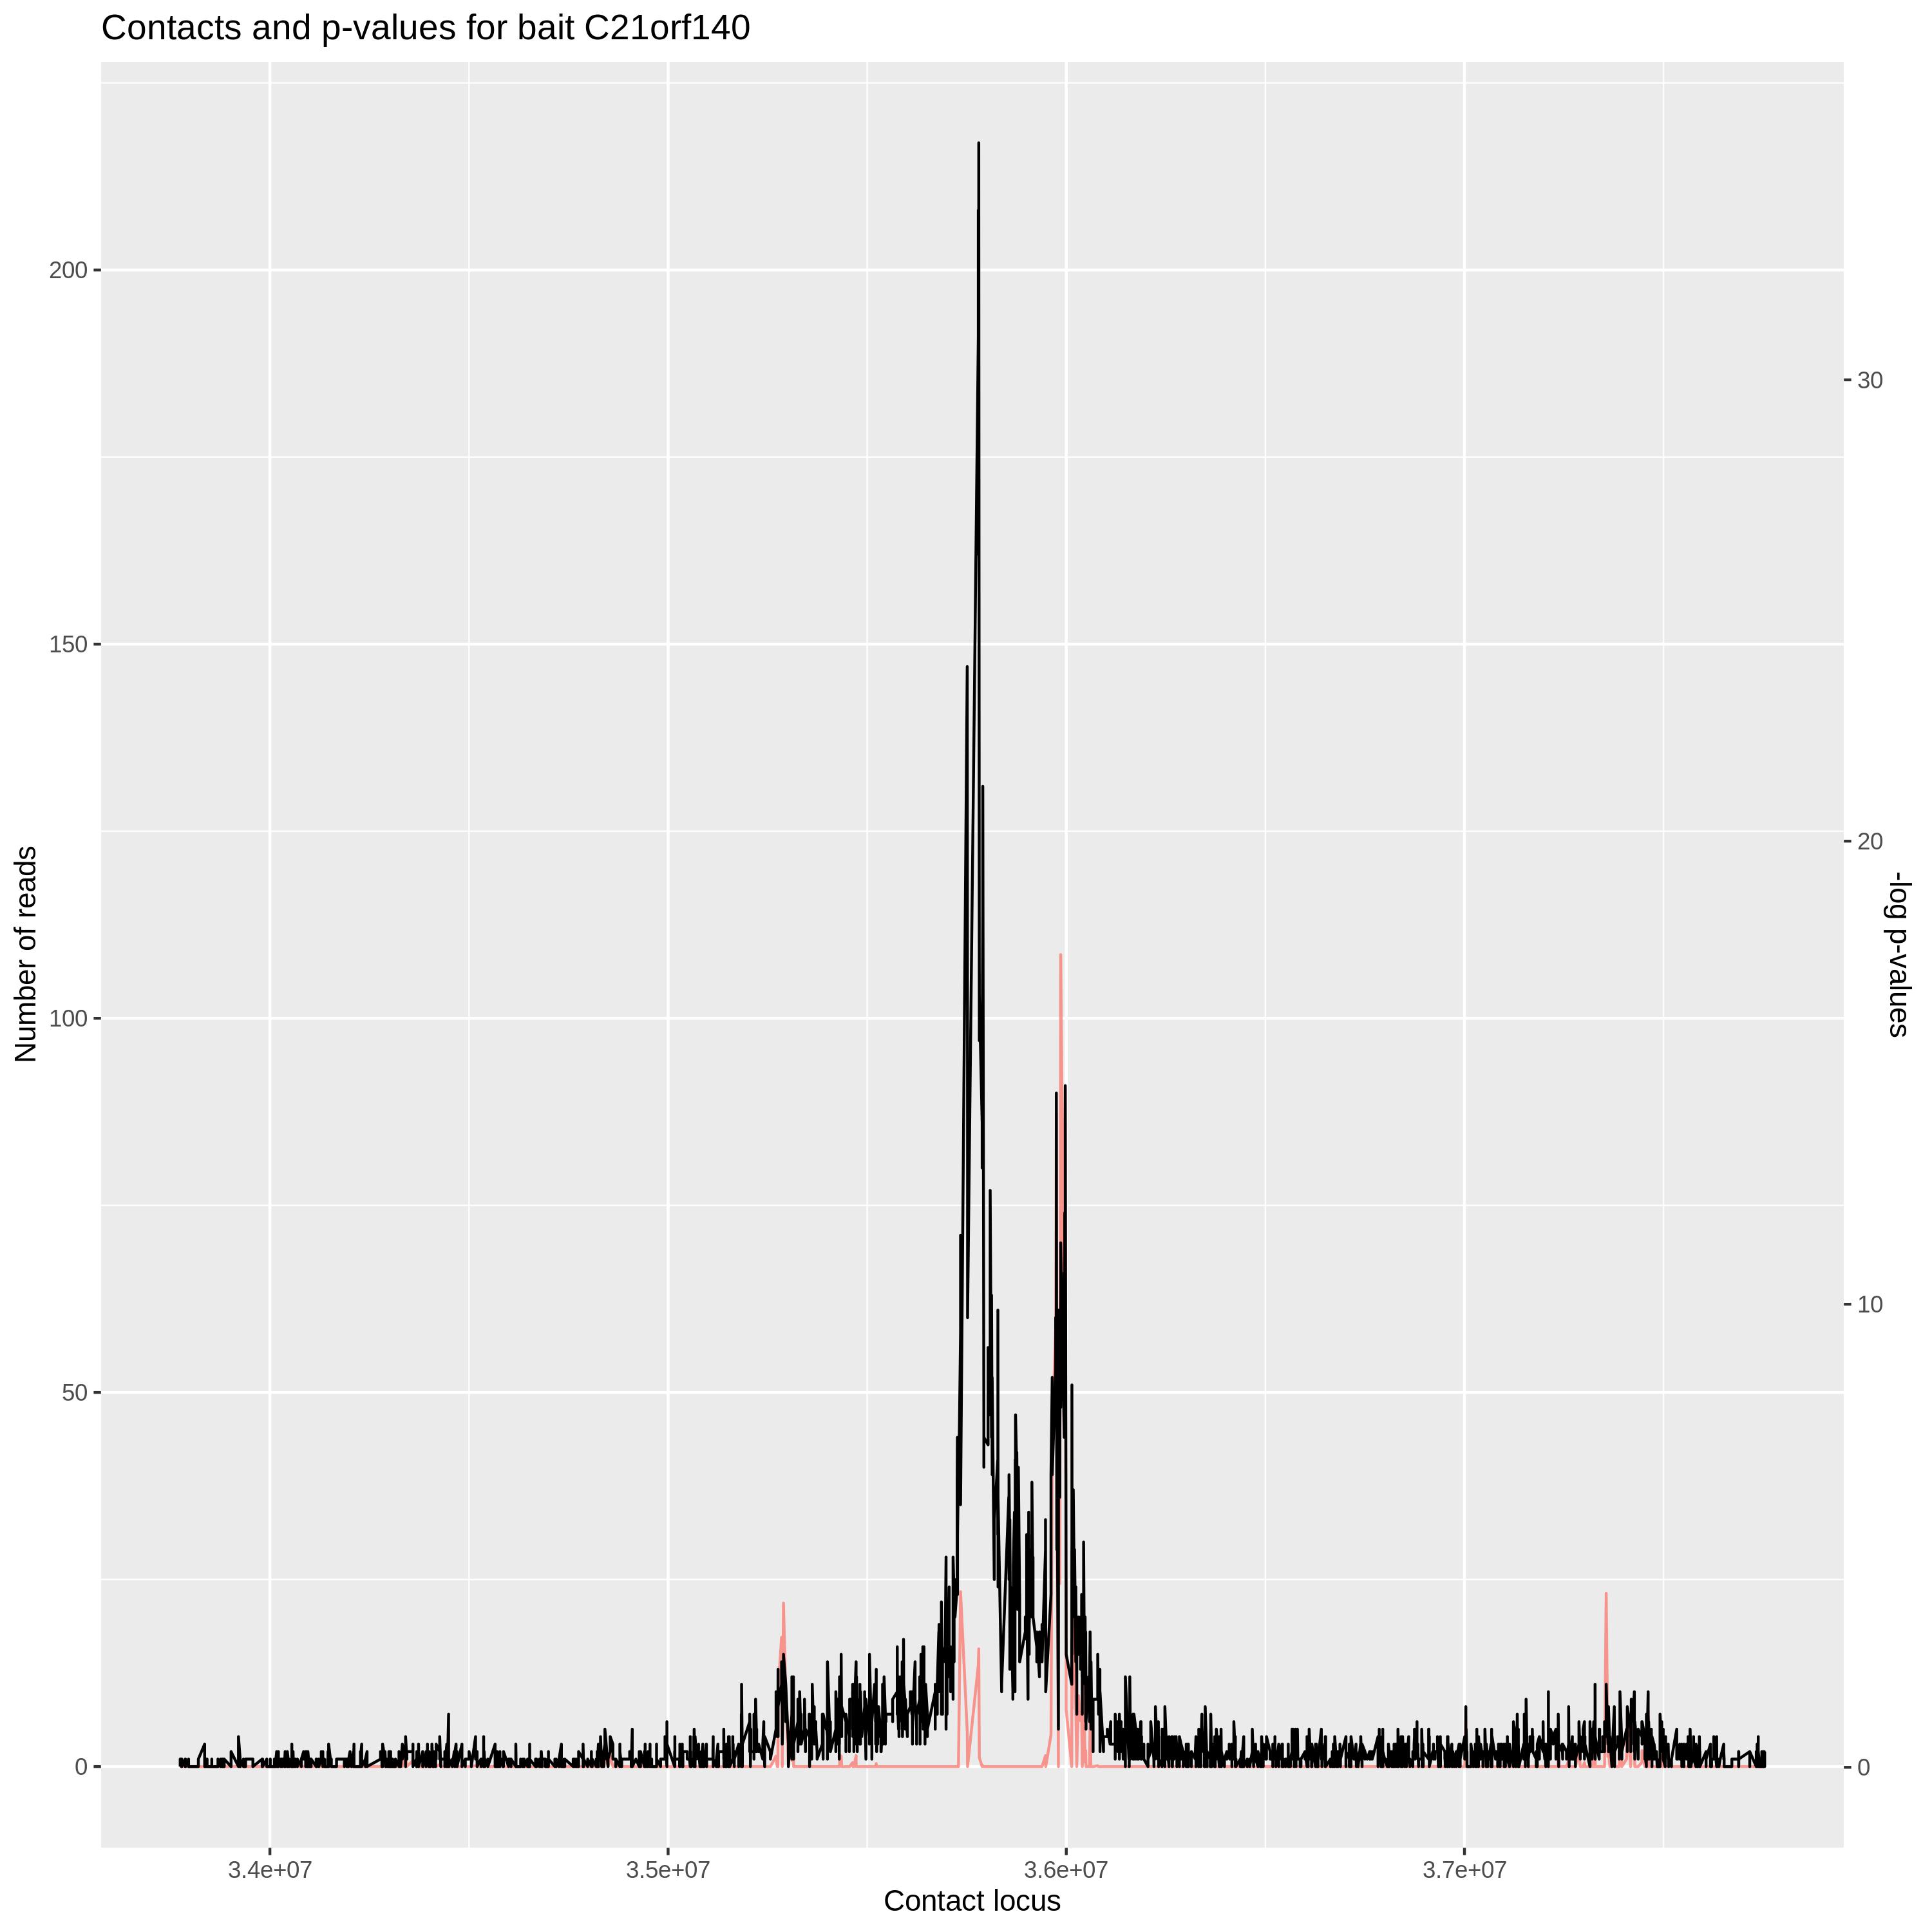 Contacts and p-values for bait C21orf140
Number of reads
200
150
100
50
0
30
20
10
0
-log p-values
3.4e+07 3.5e+07 3.6e+07 3.7e+07
Contact locus